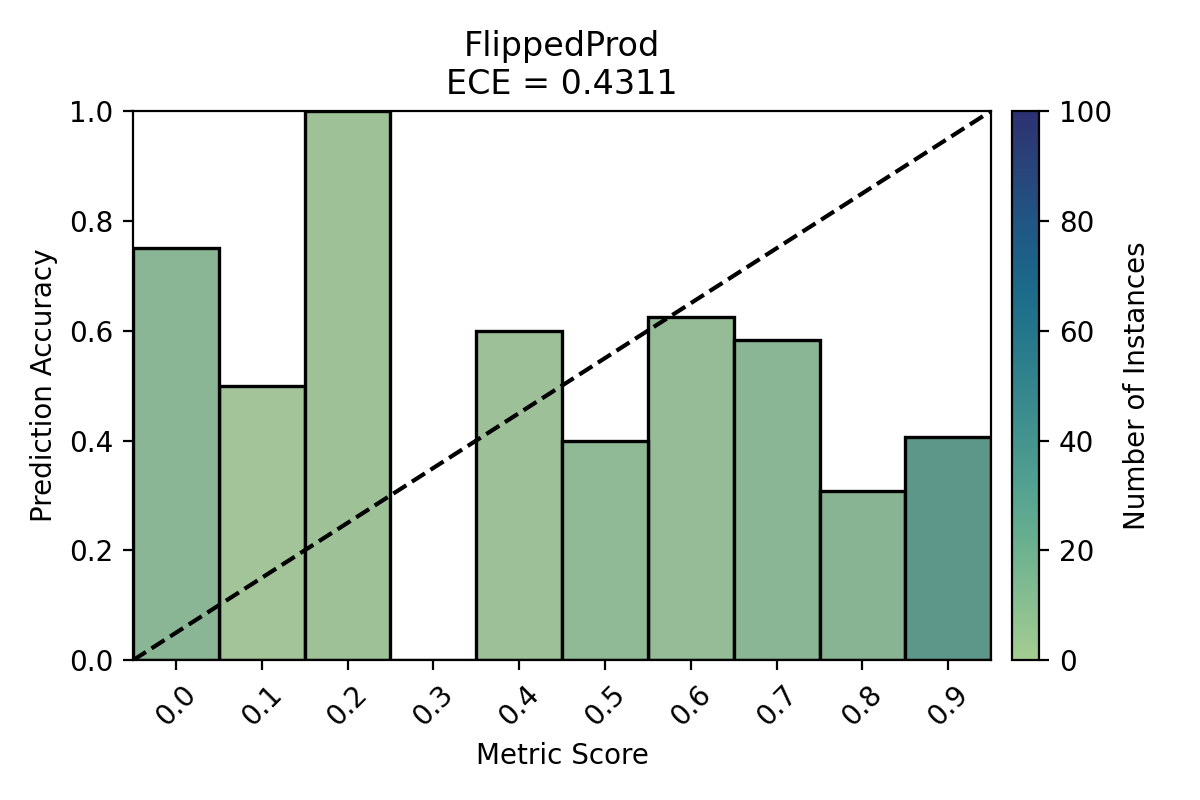 FlippedProd
ECE = 0.4311
Prediction Accuracy
1.0
0.8
0.6
0.4
0.2
0.0
0.0 0.1 0.2 0.3 0.4 0.5 0.6 0.7 0.8 0.9
Metric Score
100
80
60
40
20
0
Number of Instances